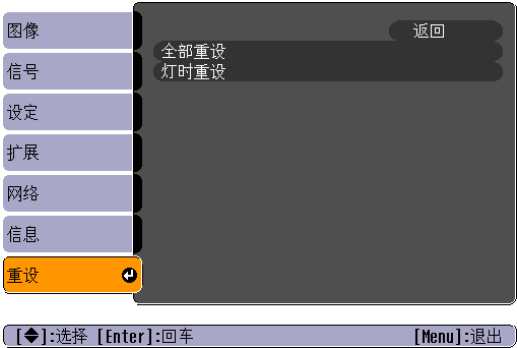 图像
信号
设定
扩展
网络
信息
重设
返回
全部重设
灯时重设
[◆]:选择 [Enter]:回车 [Menu]:退出